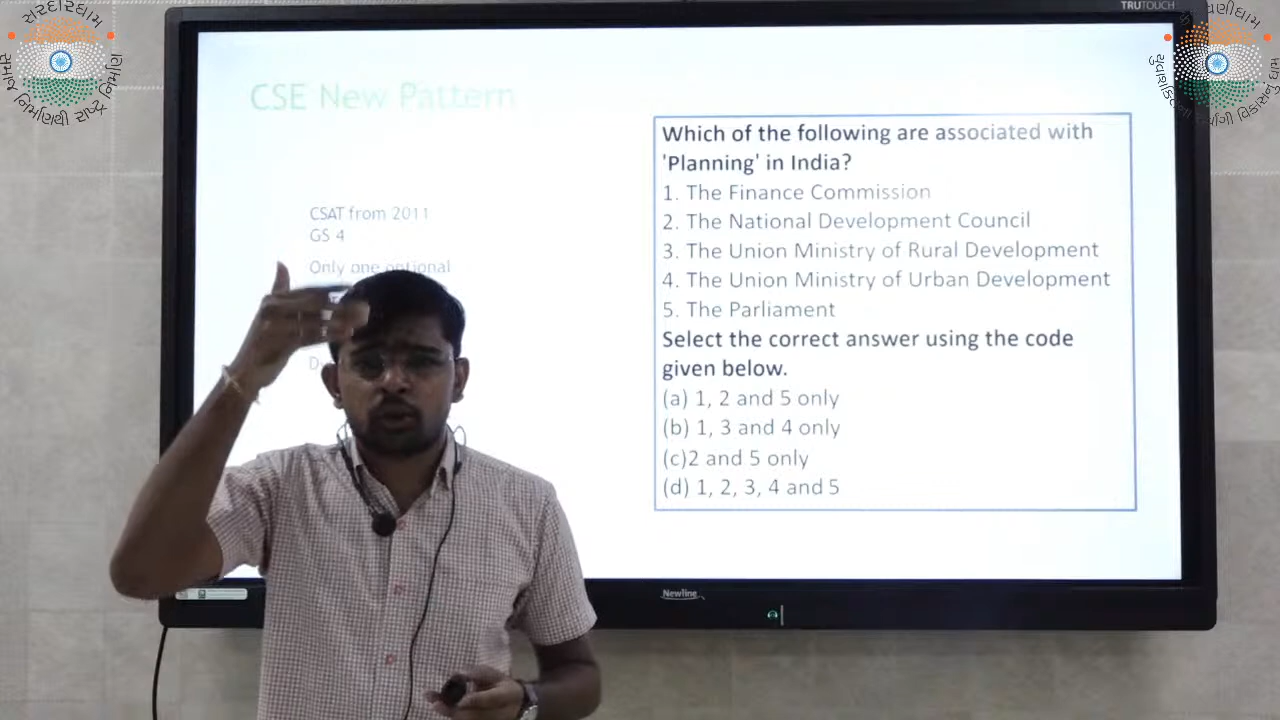 TRUTOUCH
સરદારધામ
CSE New Pattern
CSAT from 2011
GS 4
Only one optional
Which of the following are associated with
'Planning' in India?
1. The Finance Commission
2. The National Development Council
3. The Union Ministry of Rural Development
4. The Union Ministry of Urban Development
5. The Parliament
Select the correct answer using the code
given below.
(a) 1, 2 and 5 only
(b) 1, 3 and 4 only
(c)2 and 5 only
(d) 1, 2, 3, 4 and 5
Newline